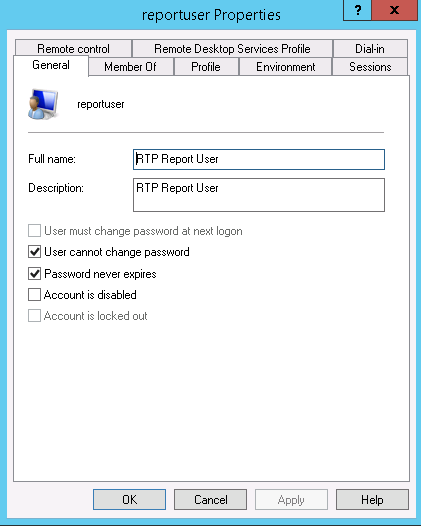 reportuser Properties
? x
Remote control Remote Desktop Services Profile Dial-in
General Member Of Profile Environment Sessions
reportuser
Full name: RTP Report User
Description: RTP Report User
User must change password at next logon
User cannot change password
Password never expires
Account is disabled
Account is locked out
OK Cancel Apply Help